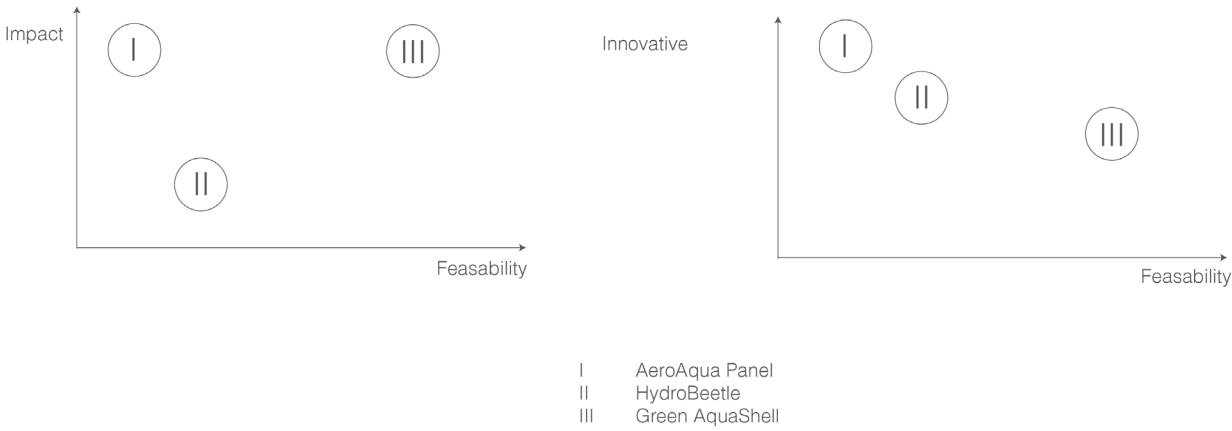 Impact
I
III
II
Feasability
Innovative
I
II
III
Feasability
I AeroAqua Panel
II HydroBeetle
III Green AquaShell